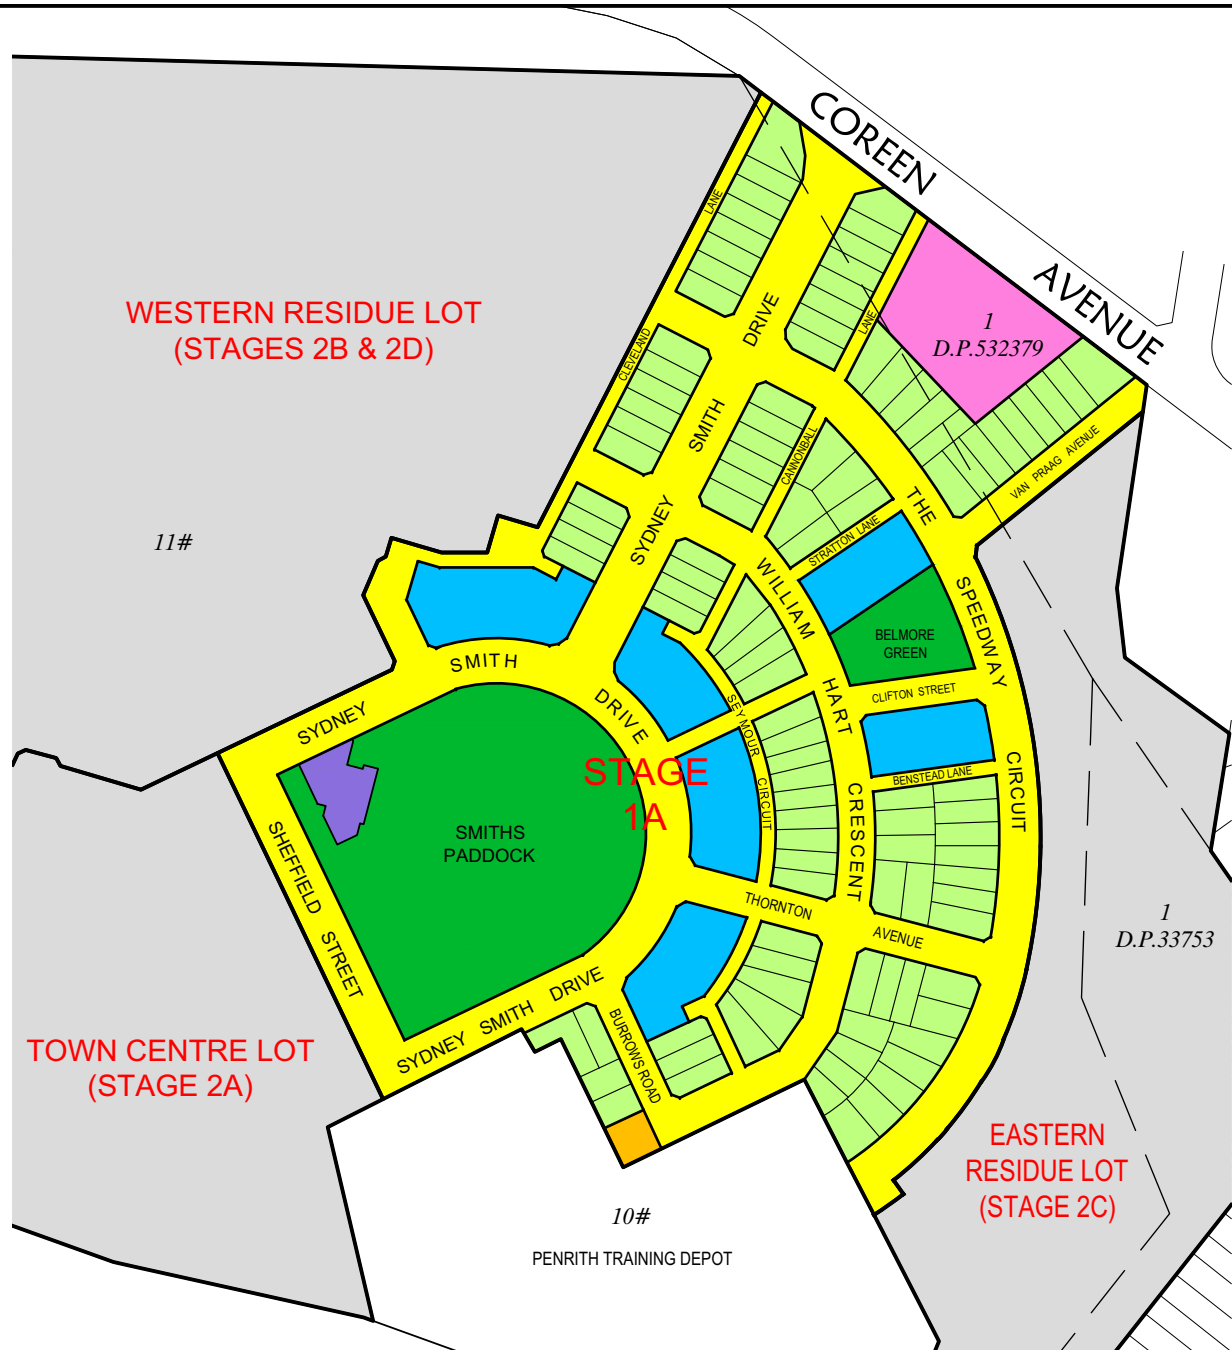 COREEN
AVENUE
LANE
WESTERN RESIDUE LOT
(STAGES 2B & 2D)
DRIVE
LANE
1
D.P.532379
CLEVELAND
SMITH
CANNONBALL
VAN PRAAG AVENUE
THE
SYDNEY
STRATTON LANE
11#
WILLIAM
SPEEDWAY
BELMORE
GREEN
SMITH
HART
CLIFTON STREET
SYDNEY
DRIVE
SEYMOUR
CIRCUIT
STAGE
1A
CIRCUIT
BENSTEAD LANE
CRESCENT
SMITHS
PADDOCK
SHEFFIELD
STREET
THORNTON
AVENUE
1
D.P.33753
SYDNEY SMITH DRIVE
BURROWS ROAD
TOWN CENTRE LOT
(STAGE 2A)
EASTERN
RESIDUE LOT
(STAGE 2C)
10#
PENRITH TRAINING DEPOT